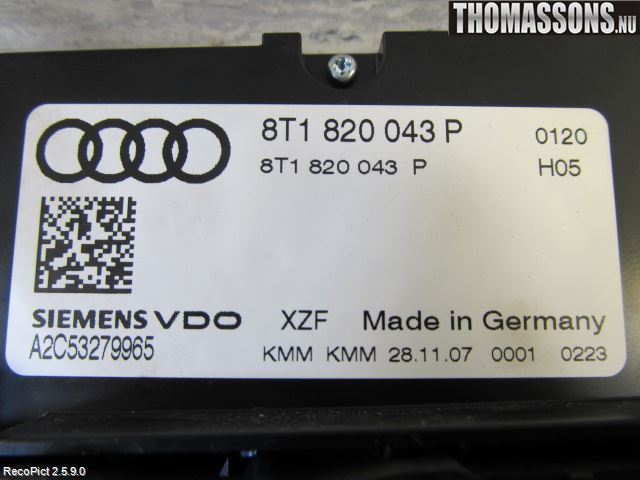 THOMASSONS.NU
8T1 820 043 P 0120
8T1 820 043 P H05
SIEMENS VDO XZF Made in Germany
A2C53279965 KMM KMM 28.11.07 0001 0223
RecoPict 2.5.9.0